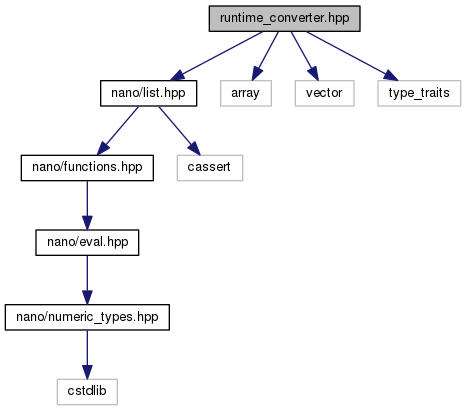 runtime_converter.hpp
nano/list.hpp
array
vector
type_traits
nano/functions.hpp
cassert
nano/eval.hpp
nano/numeric_types.hpp
cstdlib